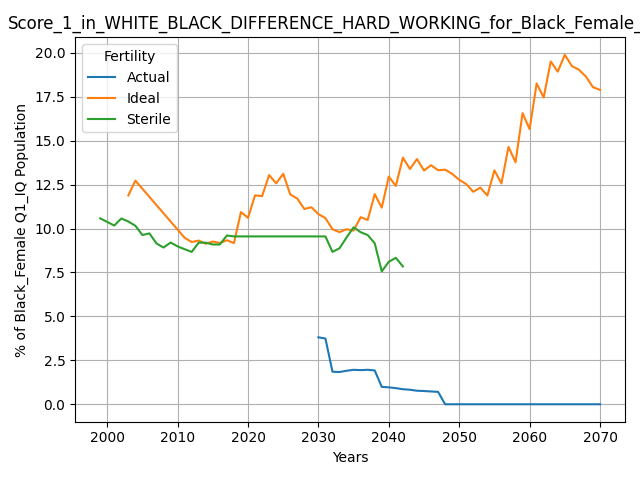 Score_1_in_WHITE_BLACK_DIFFERENCE_HARD_WORKING_for_Black_Female_
Fertility
Actual
Ideal
Sterile
% of Black_Female Q1_IQ Population
20.0
17.5
15.0
12.5
10.0
7.5
5.0
2.5
0.0
2000 2010 2020 2030 2040 2050 2060 2070
Years